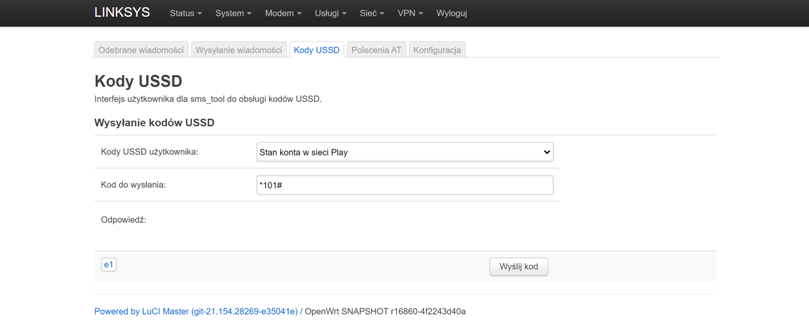 LINKSYS Status System Modem Usługi Sieć VPN Wyloguj
Odebrane wiadomości Wysyłanie wiadomości Kody USSD Polecenia AT Konfiguracja
Kody USSD
Interfejs użytkownika dla sms_tool do obsługi kodów USSD.
Wysyłanie kodów USSD
Kody USSD użytkownika: Stan konta w sieci Play
Kod do wysłania: *101#
Odpowiedź:
e1 Wyślij kod
Powered by LuCI Master (git-21.154.28269-e35041e) / OpenWrt SNAPSHOT r16860-4f2243d40a